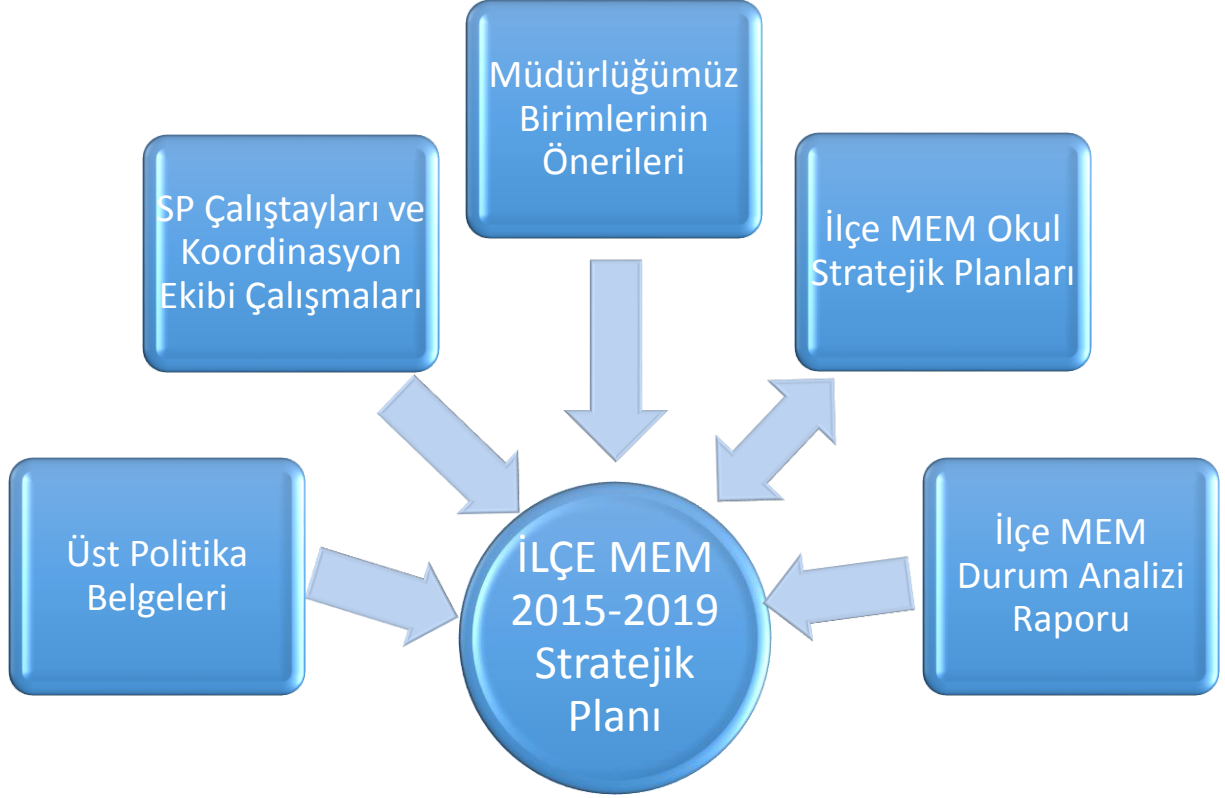 Müdürlüğümüz
Birimlerinin
Önerileri
SP Çalıştayları ve
Koordinasyon
Ekibi Çalışmaları
İlçe MEM Okul
Stratejik Planları
Üst Politika
Belgeleri
İLÇE MEM
2015-2019
Stratejik
Planı
İlçe MEM
Durum Analizi
Raporu